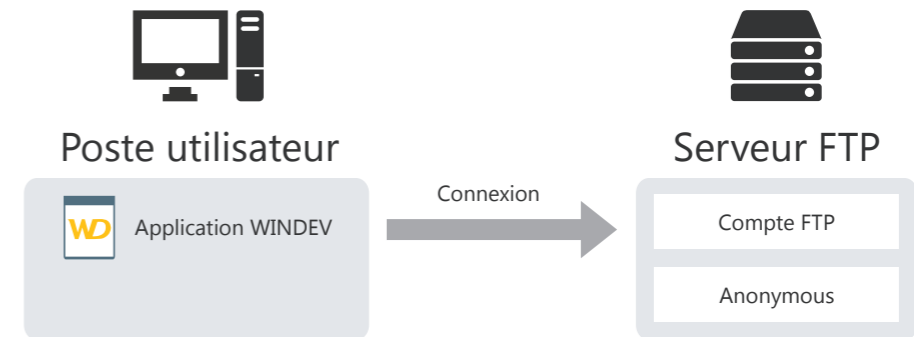 Poste utilisateur
Serveur FTP
WD
Application WINDEV
Connexion
Compte FTP
Anonymous